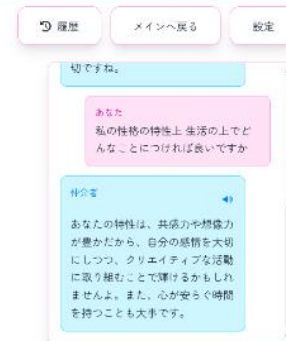 履歴
メインへ戻る
設定
切ですね。
あなた
私の性格の特性上 生活の上でど
んなことにつければ良いですか
仲介者
あなたの特性は、共感力や想像力
が豊かだから、自分の感情を大切
にしつつ、クリエイティブな活動
に取り組むことで輝けるかもしれ
ませんよ。また、心が安らぐ時間
を持つことも大事です。